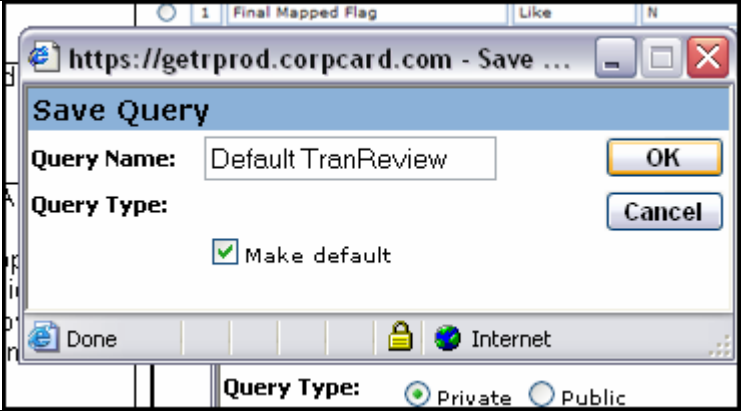 1 Final Mapped Flag Like N
https://getrprod.corpcard.com - Save ...
Save Query
Query Name: Default TranReview OK
Query Type: Cancel
Make default
Done Internet
Query Type: Private Public